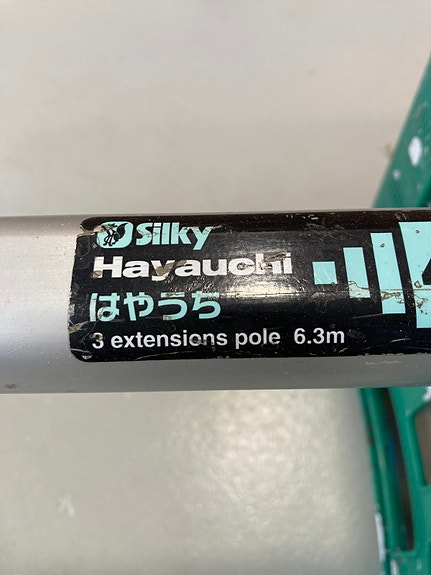 Silky
Hayauchi
はやうち
3 extensions pole 6.3m